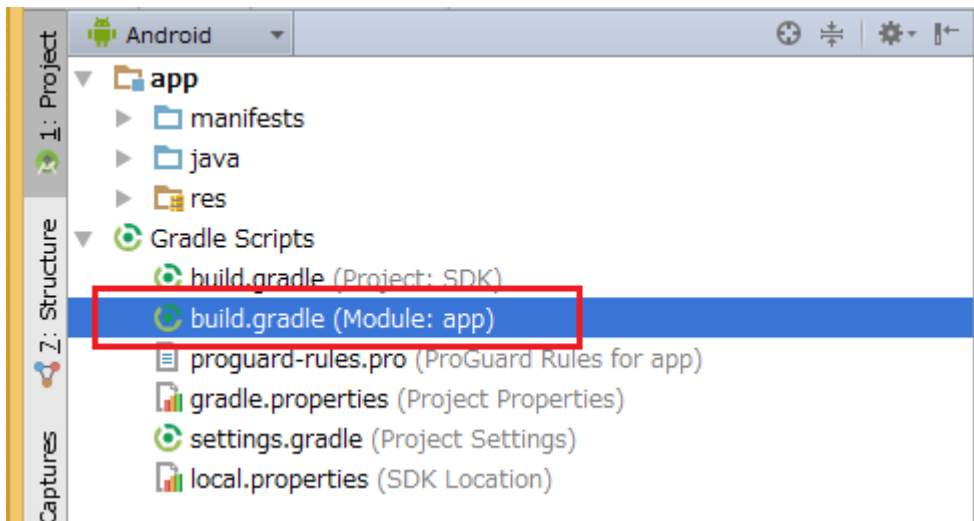 Android
1: Project
app
manifests
java
res
Gradle Scripts
7: Structure
build.gradle (Project: SDK)
build.gradle (Module: app)
proguard-rules.pro (ProGuard Rules for app)
gradle.properties (Project Properties)
settings.gradle (Project Settings)
Captures
local.properties (SDK Location)